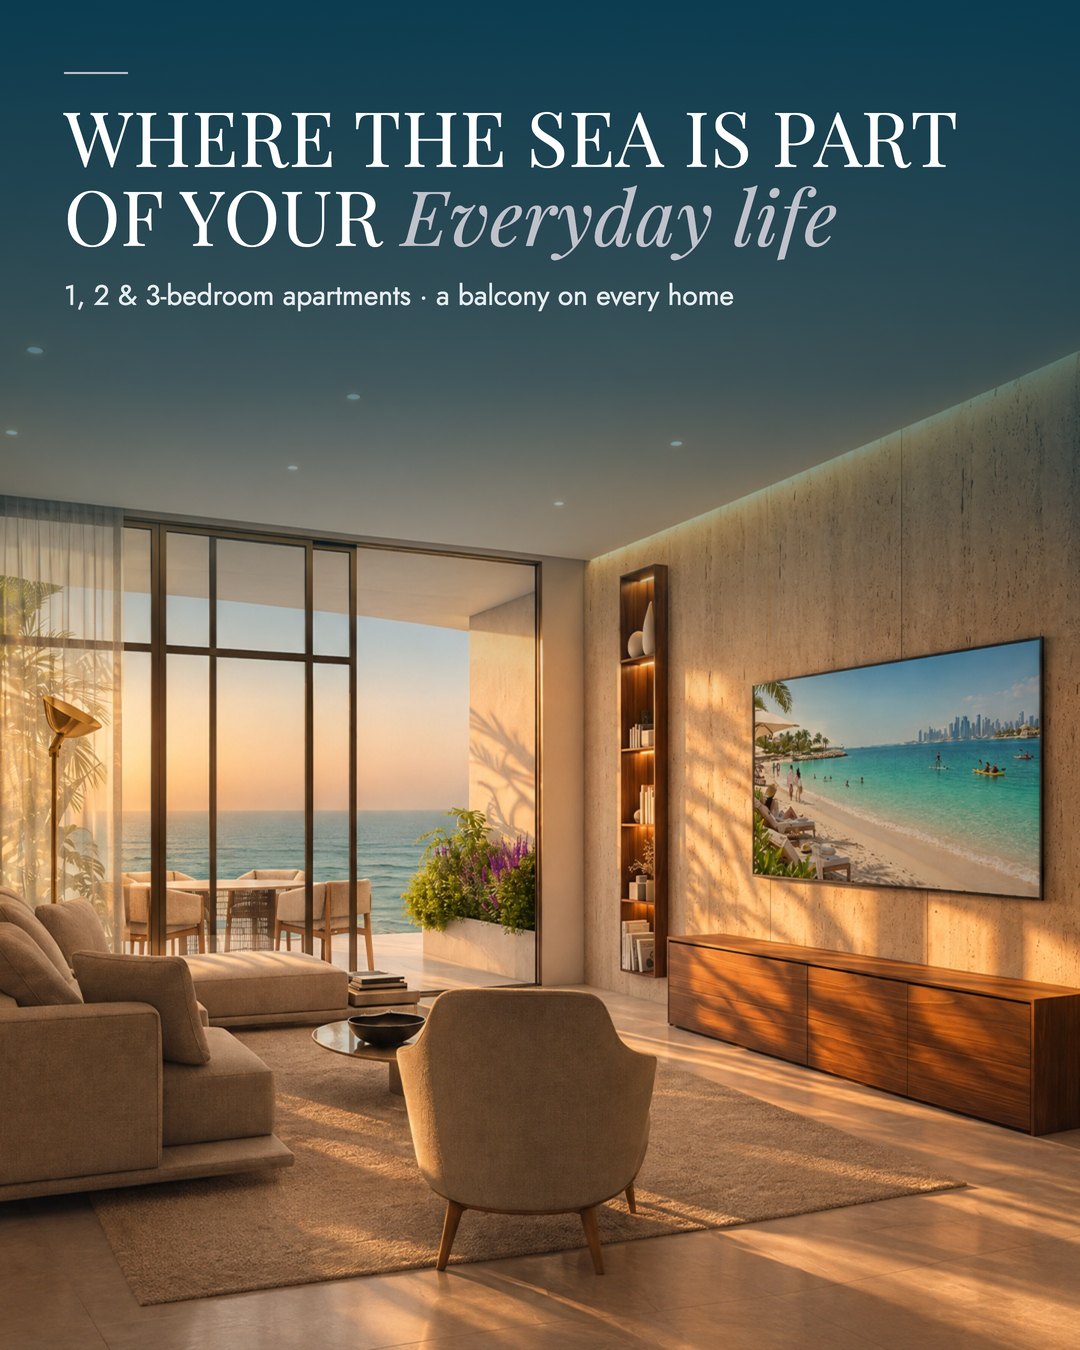 WHERE THE SEA IS PART
OF YOUR Everyday life
1, 2 & 3-bedroom apartments · a balcony on every home